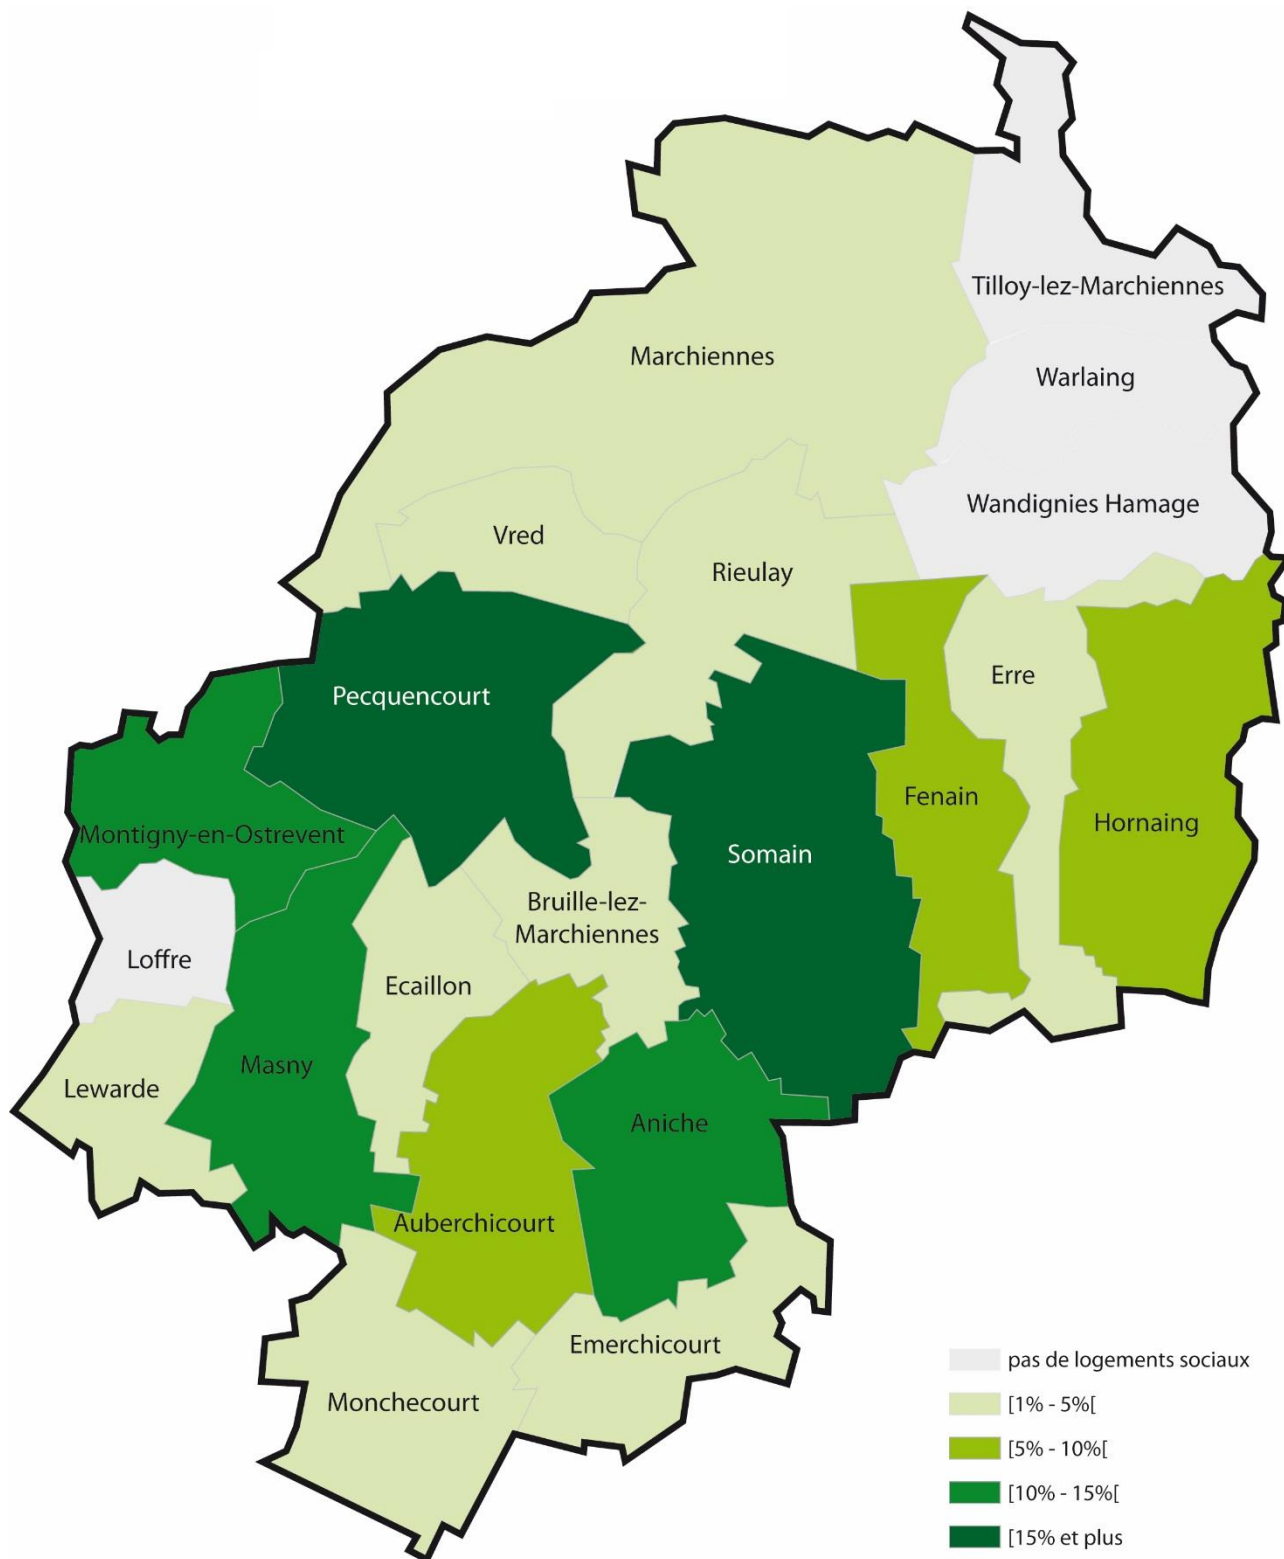 Tilloy-lez-Marchiennes
Marchiennes
Warlaing
Wandignies Hamage
Vred
Rieulay
Erre
Pecquencourt
Fenain
Hornaing
Montigny-en-Ostrevent
Somain
Bruille-lez-
Marchiennes
Loffre
Ecaillon
Masny
Lewarde
Aniche
Auberchicourt
Emerchicourt
Monchecourt
pas de logements sociaux
[1% - 5%[
[5% - 10%[
[10% - 15%[
[15% et plus